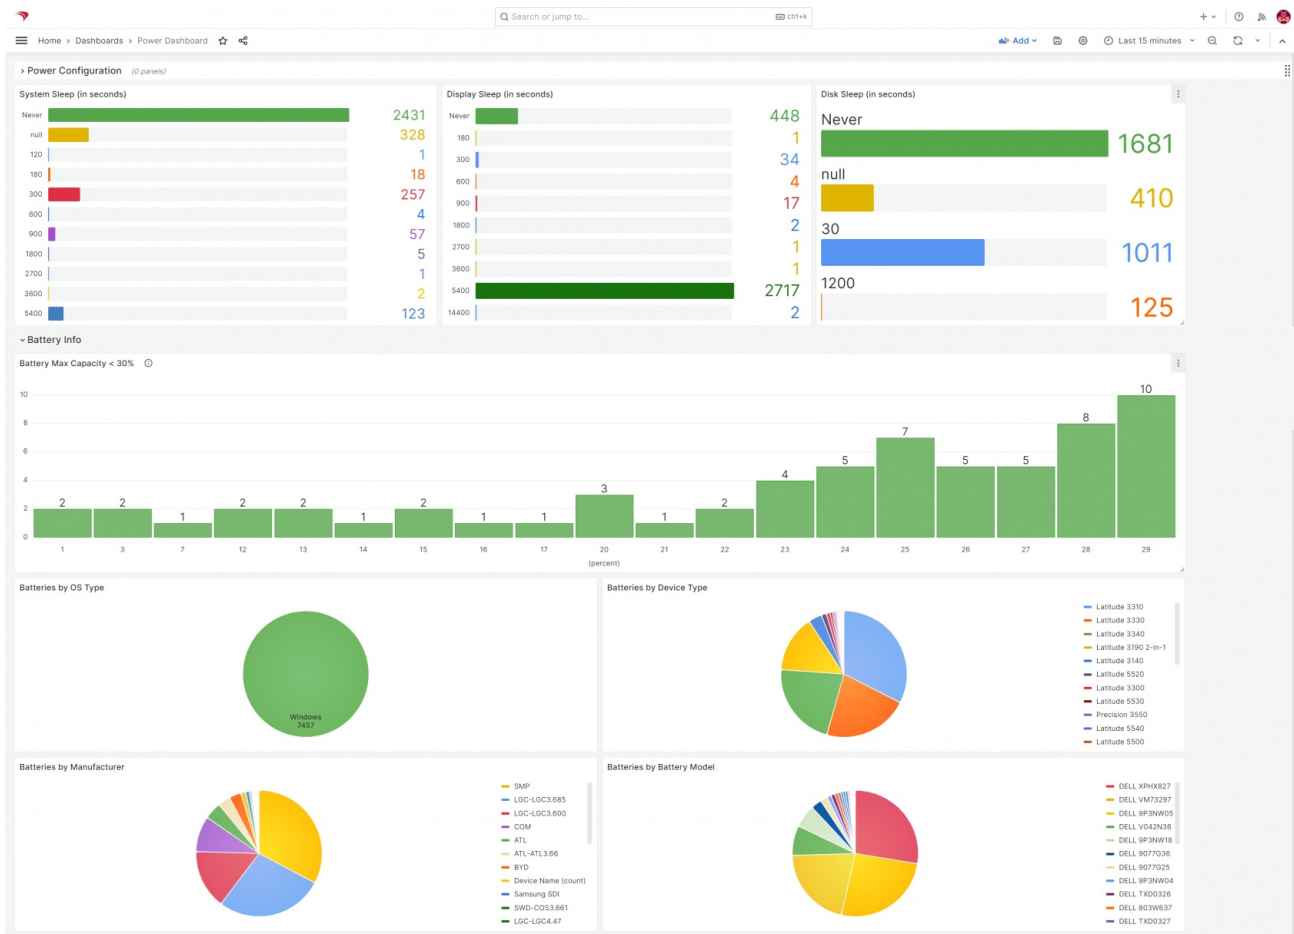 Search or jump to...
ctrl+k
Home › Dashboards › Power Dashboard
Add
Last 15 minutes
Power Configuration (0 panels)
System Sleep (in seconds)
Never 2431
null 328
120 1
180 18
300 257
600 4
900 57
1800 5
2700 1
3600 2
5400 123
Display Sleep (in seconds)
Never 448
180 1
300 34
600 4
900 17
1800 2
2700 1
3600 1
5400 2717
14400 2
Disk Sleep (in seconds)
Never
1681
null
410
30
1011
1200
125
Battery Info
Battery Max Capacity < 30%
10
8
6
4
2
0
2 2 1 2 2 1 2 1 1 3 1 2 4 5 7 5 5 8 10
1 3 7 12 13 14 15 16 17 20 21 22 23 24 25 26 27 28 29
(percent)
Batteries by OS Type
Windows
7457
Batteries by Device Type
Latitude 3310
Latitude 3330
Latitude 3340
Latitude 3190 2-in-1
Latitude 3140
Latitude 5520
Latitude 3300
Latitude 5530
Precision 3550
Latitude 5540
Latitude 5500
Batteries by Manufacturer
SMP
LGC-LGC3.685
LGC-LGC3.600
COM
ATL
ATL-ATL3.66
BYD
Device Name (count)
Samsung SDI
SWD-COS3.661
LGC-LGC4.47
Batteries by Battery Model
DELL XPHX827
DELL VM73297
DELL 9P3NW05
DELL V042N36
DELL 9P3NW18
DELL 9077G36
DELL 9077G25
DELL 9P3NW04
DELL TXD0326
DELL 803W637
DELL TXD0327